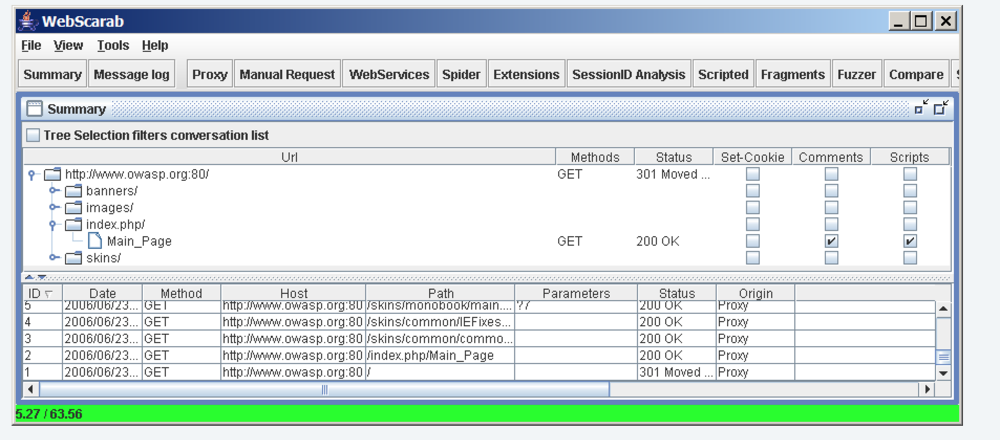 WebScarab
File View Tools Help
Summary Message log Proxy Manual Request WebServices Spider Extensions SessionID Analysis Scripted Fragments Fuzzer Compare
Summary
Tree Selection filters conversation list
Url Methods Status Set-Cookie Comments Scripts
http://www.owasp.org:80/ GET 301 Moved ...
banners/
images/
index.php/
Main_Page GET 200 OK
skins/
ID Date Method Host Path Parameters Status Origin
5 2006/06/23... GET http://www.owasp.org:80 /skins/monobook/main.... ?7 200 OK Proxy
4 2006/06/23... GET http://www.owasp.org:80 /skins/common/IEFixes... 200 OK Proxy
3 2006/06/23... GET http://www.owasp.org:80 /skins/common/commo... 200 OK Proxy
2 2006/06/23... GET http://www.owasp.org:80 /index.php/Main_Page 200 OK Proxy
1 2006/06/23... GET http://www.owasp.org:80 / 301 Moved ... Proxy
5.27 / 63.56